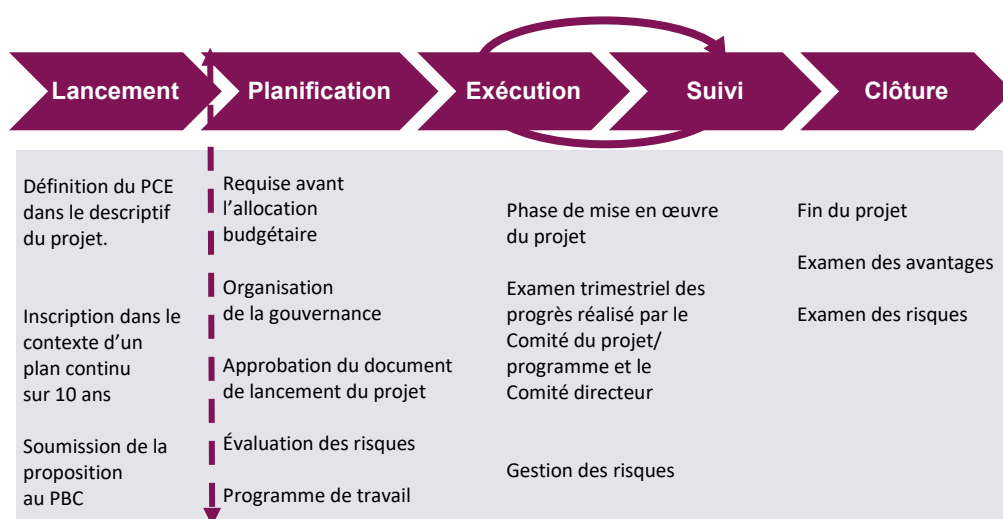 Lancement
Planification
Exécution
Suivi
Clôture
Définition du PCE
dans le descriptif
du projet.
Inscription dans le
contexte d’un
plan continu
sur 10 ans
Soumission de la
proposition
au PBC
Requise avant
l’allocation
budgétaire
Organisation
de la gouvernance
Approbation du document
de lancement du projet
Évaluation des risques
Programme de travail
Phase de mise en œuvre
du projet
Examen trimestriel des
progrès réalisé par le
Comité du projet/
programme et le
Comité directeur
Gestion des risques
Fin du projet
Examen des avantages
Examen des risques